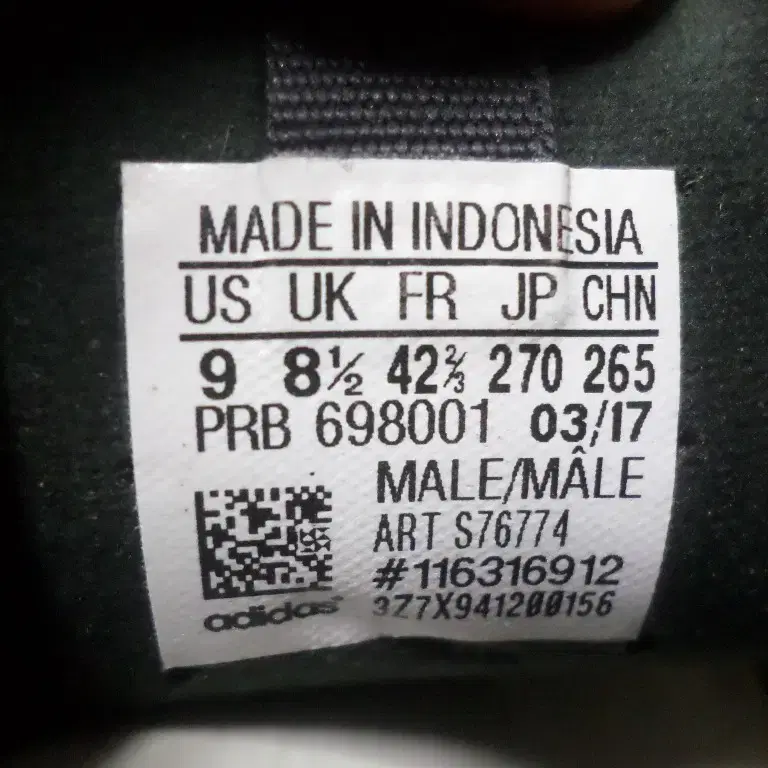 MADE IN INDONESIA
US UK FR JP CHN
9 8½ 42⅔ 270 265
PRB 698001 03/17
MALE/MÂLE
ART S76774
#116316912
adidas 3Z7X941200156